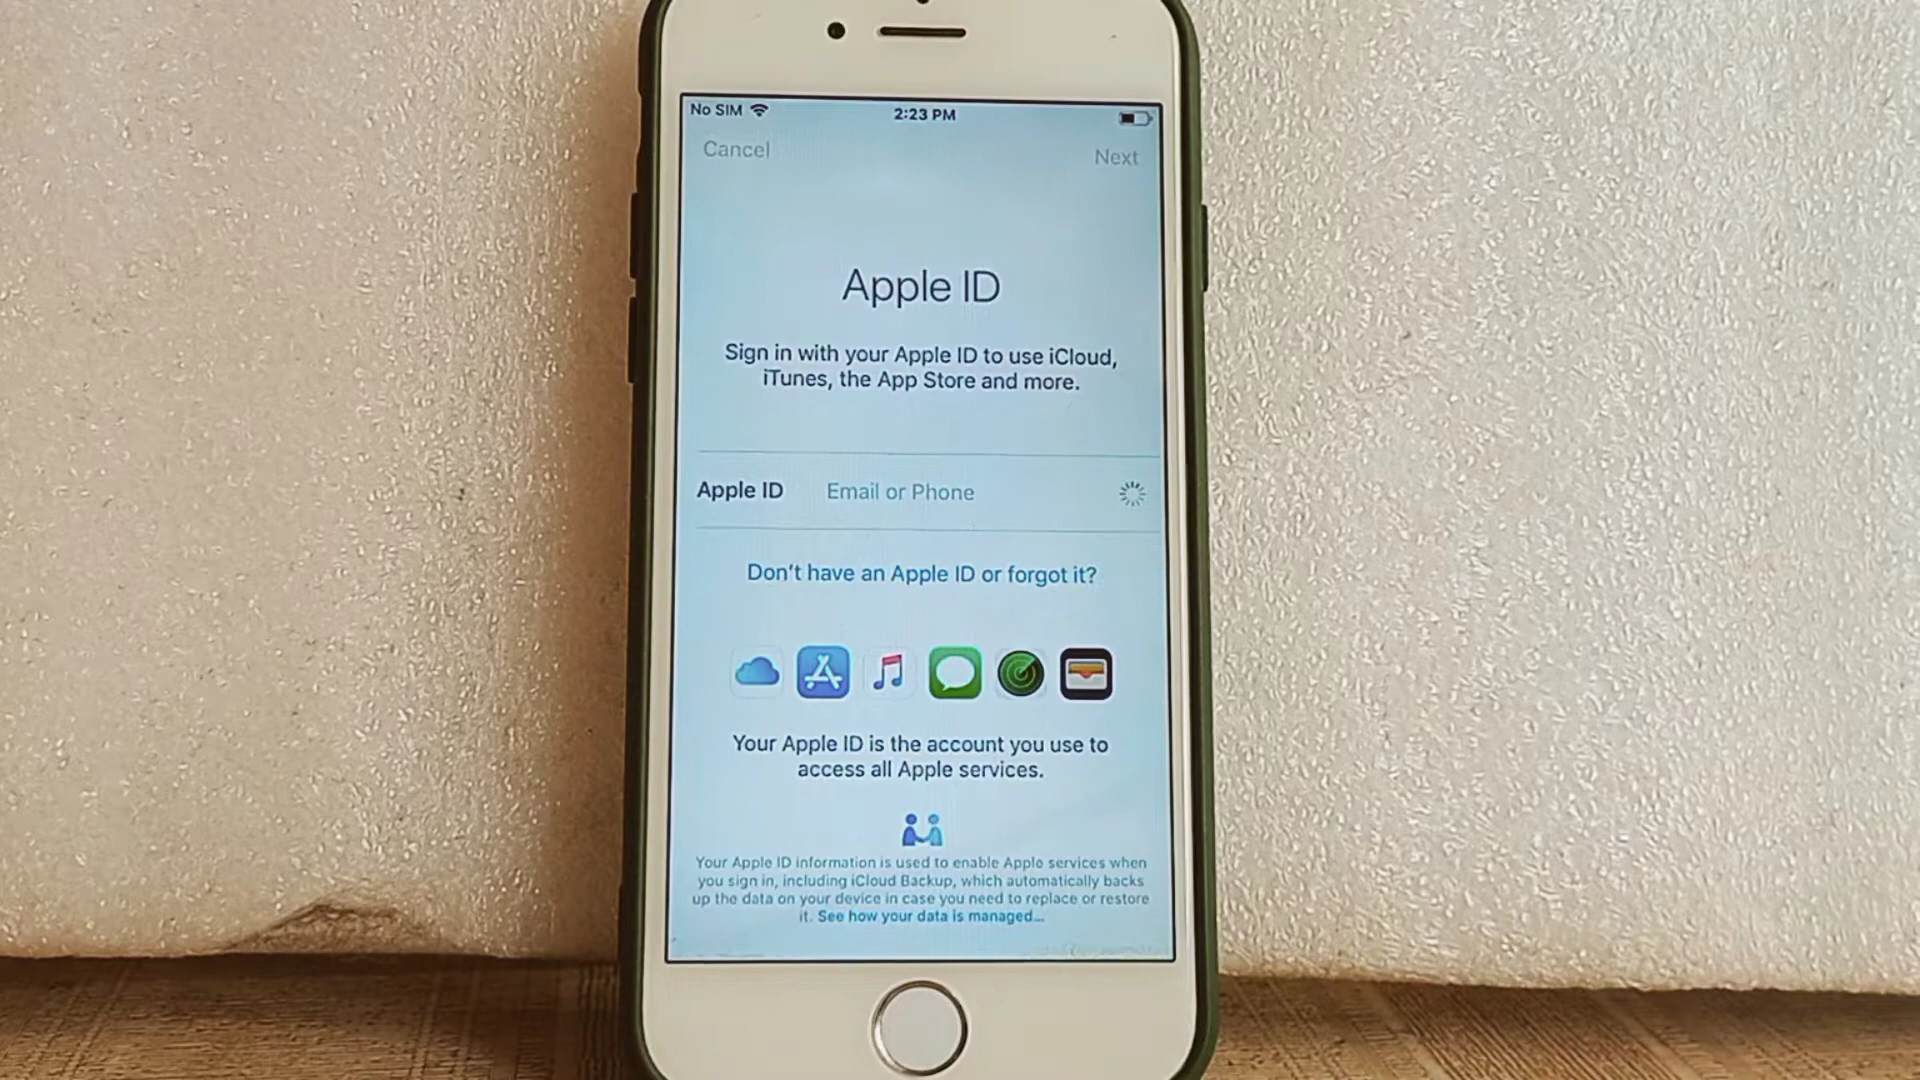 No SIM
2:23 PM
Cancel
Next
Apple ID
Sign in with your Apple ID to use iCloud,
iTunes, the App Store and more.
Apple ID Email or Phone
Don't have an Apple ID or forgot it?
Your Apple ID is the account you use to
access all Apple services.
Your Apple ID information is used to enable Apple services when
you sign in, including iCloud Backup, which automatically backs
up the data on your device in case you need to replace or restore
it. See how your data is managed...